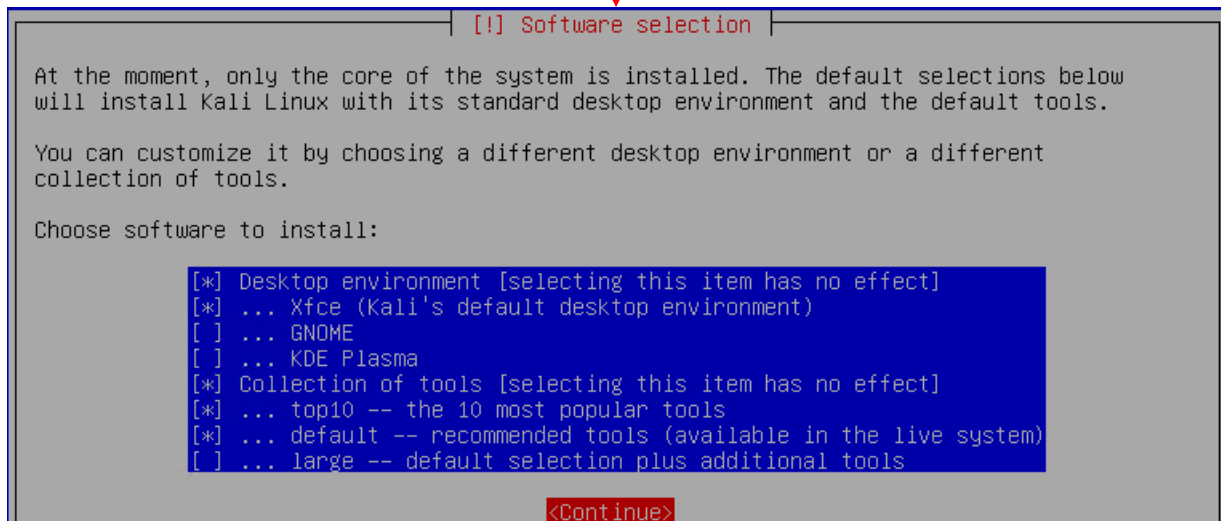 [!] Software selection
At the moment, only the core of the system is installed. The default selections below
will install Kali Linux with its standard desktop environment and the default tools.
You can customize it by choosing a different desktop environment or a different
collection of tools.
Choose software to install:
[*] Desktop environment [selecting this item has no effect]
[*] ... Xfce (Kali's default desktop environment)
[ ] ... GNOME
[ ] ... KDE Plasma
[*] Collection of tools [selecting this item has no effect]
[*] ... top10 -- the 10 most popular tools
[*] ... default -- recommended tools (available in the live system)
[ ] ... large -- default selection plus additional tools
<Continue>